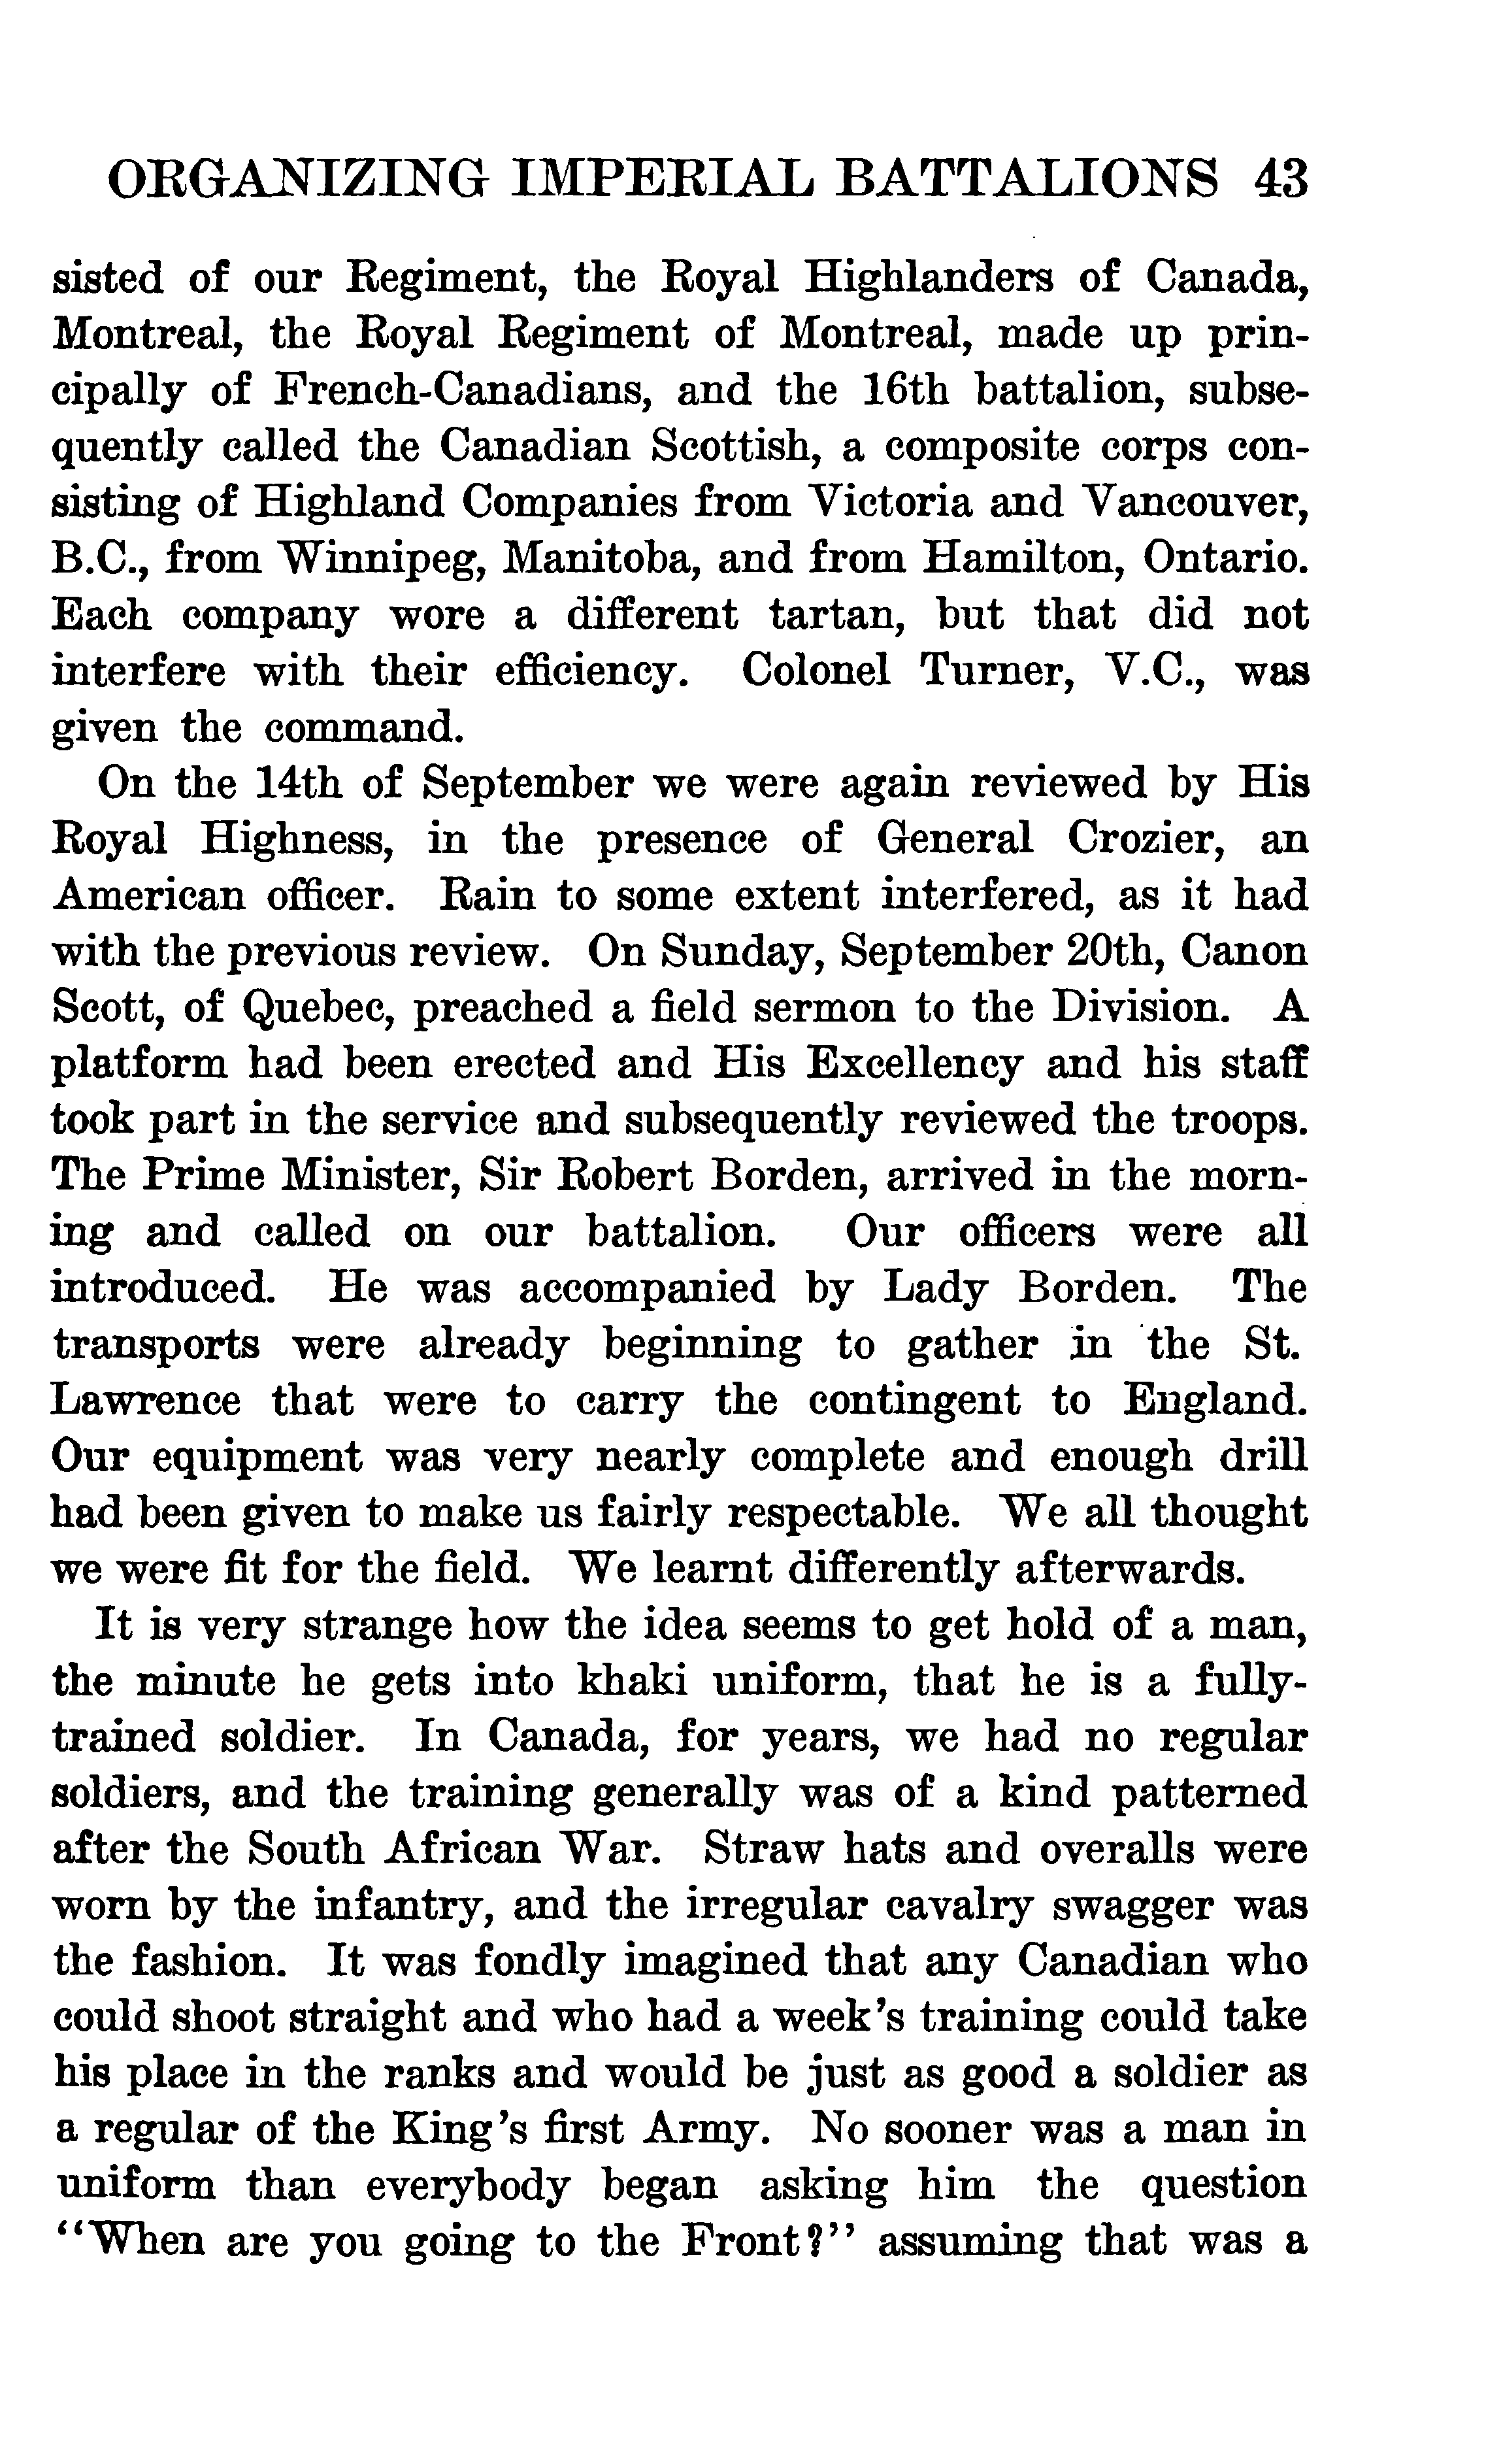 ORGANIZING IMPERIAL BATTALIONS 43
sisted of our Regiment, the Royal Highlanders of Canada,
Montreal, the Royal Regiment of Montreal, made up prin-
cipally of French-Canadians, and the 16th battalion, subse-
quently called the Canadian Scottish, a composite corps con-
sisting of Highland Companies from Victoria and Vancouver,
B.C., from Winnipeg, Manitoba, and from Hamilton, Ontario.
Each company wore a different tartan, but that did not
interfere with their efficiency. Colonel Turner, V.C., was
given the command.
On the 14th of September we were again reviewed by His
Royal Highness, in the presence of General Crozier, an
American officer. Rain to some extent interfered, as it had
with the previous review. On Sunday, September 20th, Canon
Scott, of Quebec, preached a field sermon to the Division. A
platform had been erected and His Excellency and his staff
took part in the service and subsequently reviewed the troops.
The Prime Minister, Sir Robert Borden, arrived in the morn-
ing and called on our battalion. Our officers were all
introduced. He was accompanied by Lady Borden. The
transports were already beginning to gather in the St.
Lawrence that were to carry the contingent to England.
Our equipment was very nearly complete and enough drill
had been given to make us fairly respectable. We all thought
we were fit for the field. We learnt differently afterwards.
It is very strange how the idea seems to get hold of a man,
the minute he gets into khaki uniform, that he is a fully-
trained soldier. In Canada, for years, we had no regular
soldiers, and the training generally was of a kind patterned
after the South African War. Straw hats and overalls were
worn by the infantry, and the irregular cavalry swagger was
the fashion. It was fondly imagined that any Canadian who
could shoot straight and who had a week's training could take
his place in the ranks and would be just as good a soldier as
a regular of the King's first Army. No sooner was a man in
uniform than everybody began asking him the question
"When are you going to the Front?" assuming that was a